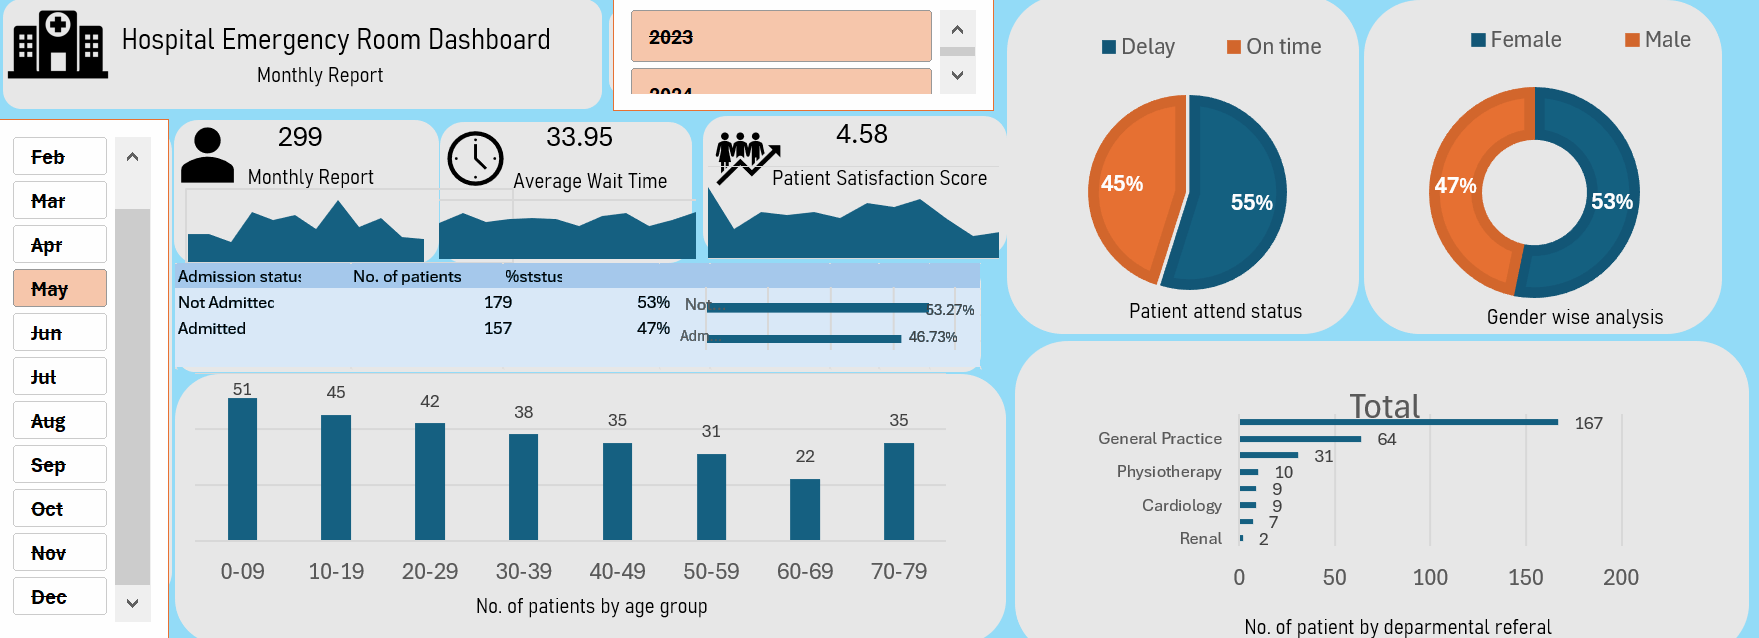 Hospital Emergency Room Dashboard
Monthly Report
2023
2024
Feb
Mar
Apr
May
Jun
Jul
Aug
Sep
Oct
Nov
Dec
299
Monthly Report
33.95
Average Wait Time
4.58
Patient Satisfaction Score
Admission status No. of patients %ststus
Not Admitted 179 53%
Admitted 157 47%
Not... 53.27%
Adm... 46.73%
51 45 42 38 35 31 22 35
0-09 10-19 20-29 30-39 40-49 50-59 60-69 70-79
No. of patients by age group
Delay On time
45% 55%
Patient attend status
Female Male
47% 53%
Gender wise analysis
Total
167
General Practice 64
31
Physiotherapy 10
9
Cardiology 9
7
Renal 2
0 50 100 150 200
No. of patient by deparmental referal